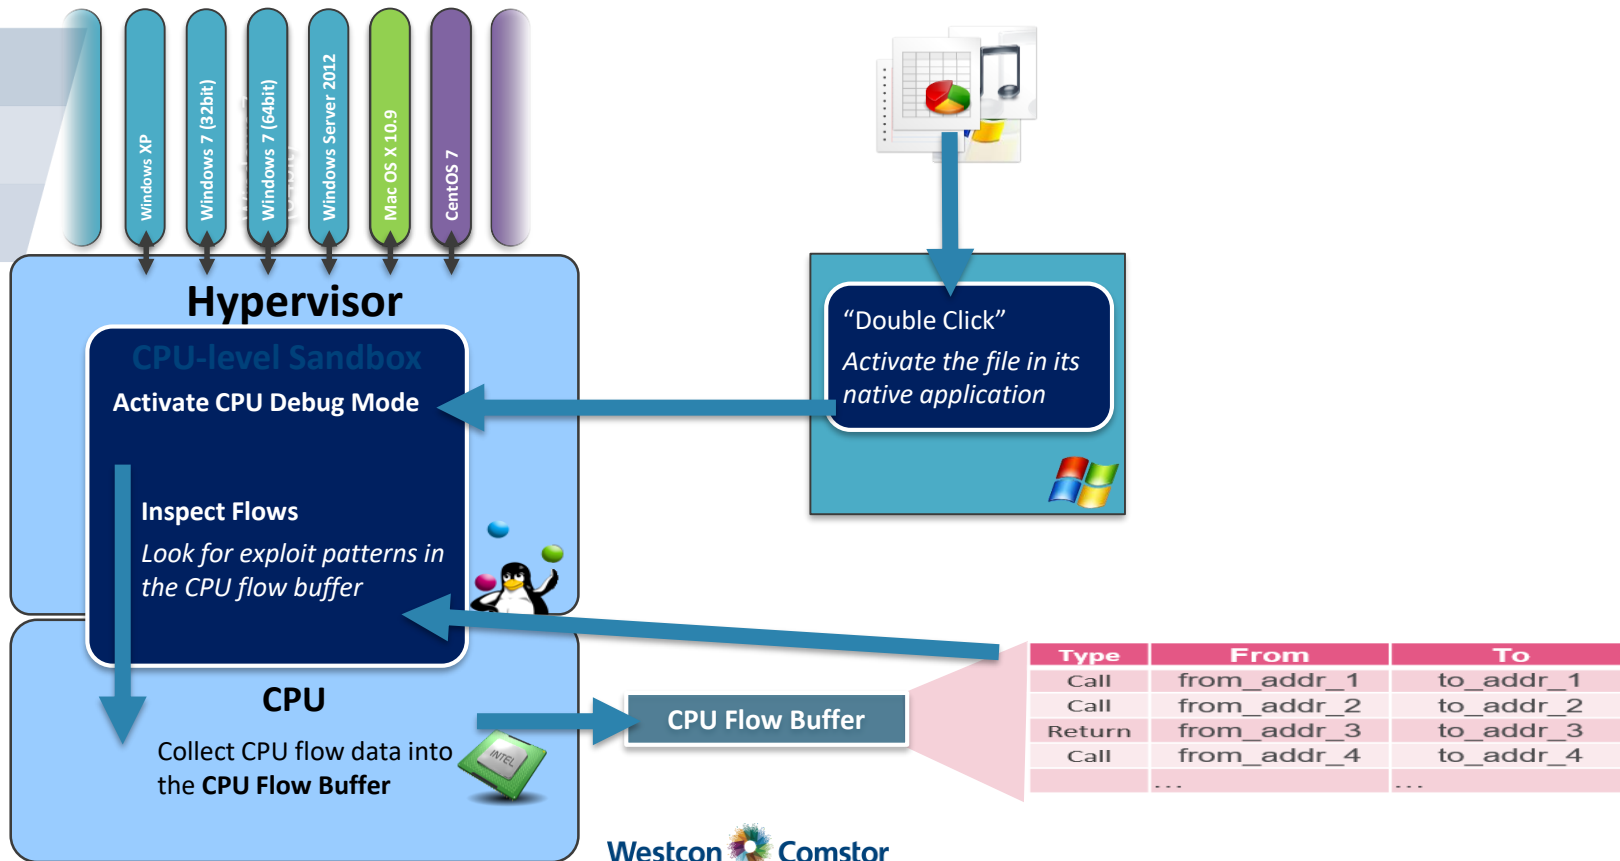 Windows XP
Windows 7 (32bit)
Windows 7 (64bit)
Windows Server 2012
Mac OS X 10.9
CentOS 7
Hypervisor
CPU-level Sandbox
Activate CPU Debug Mode
Inspect Flows
Look for exploit patterns in
the CPU flow buffer
“Double Click”
Activate the file in its
native application
CPU
Collect CPU flow data into
the CPU Flow Buffer
INTEL
CPU Flow Buffer
Type From To
Call from_addr_1 to_addr_1
Call from_addr_2 to_addr_2
Return from_addr_3 to_addr_3
Call from_addr_4 to_addr_4
... ...
Westcon Comstor